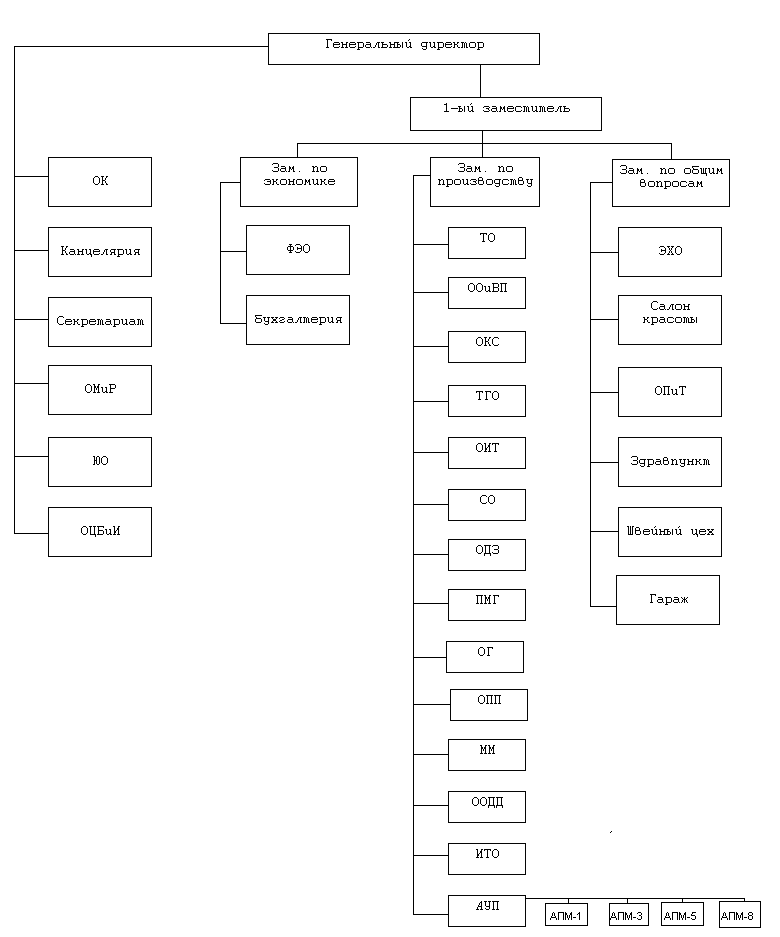 Генеральный директор
1-ый заместитель
ОК
Канцелярия
Секретариат
ОМиР
ЮО
ОЦБиИ
Зам. по
экономике
ФЭО
Бухгалтерия
Зам. по
производству
ТО
ООиВП
ОКС
ТГО
ОИТ
СО
ОДЗ
ПМГ
ОГ
ОПП
ММ
ООДД
ИТО
АУП
АПМ-1
АПМ-3
АПМ-5
АПМ-8
Зам. по общим
вопросам
ЭХО
Салон
красоты
ОПиТ
Здравпункт
Швейный цех
Гараж